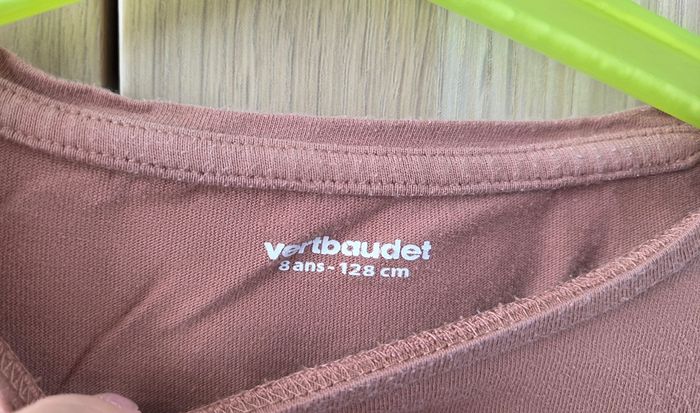 vertbaudet
8 ans - 128 cm